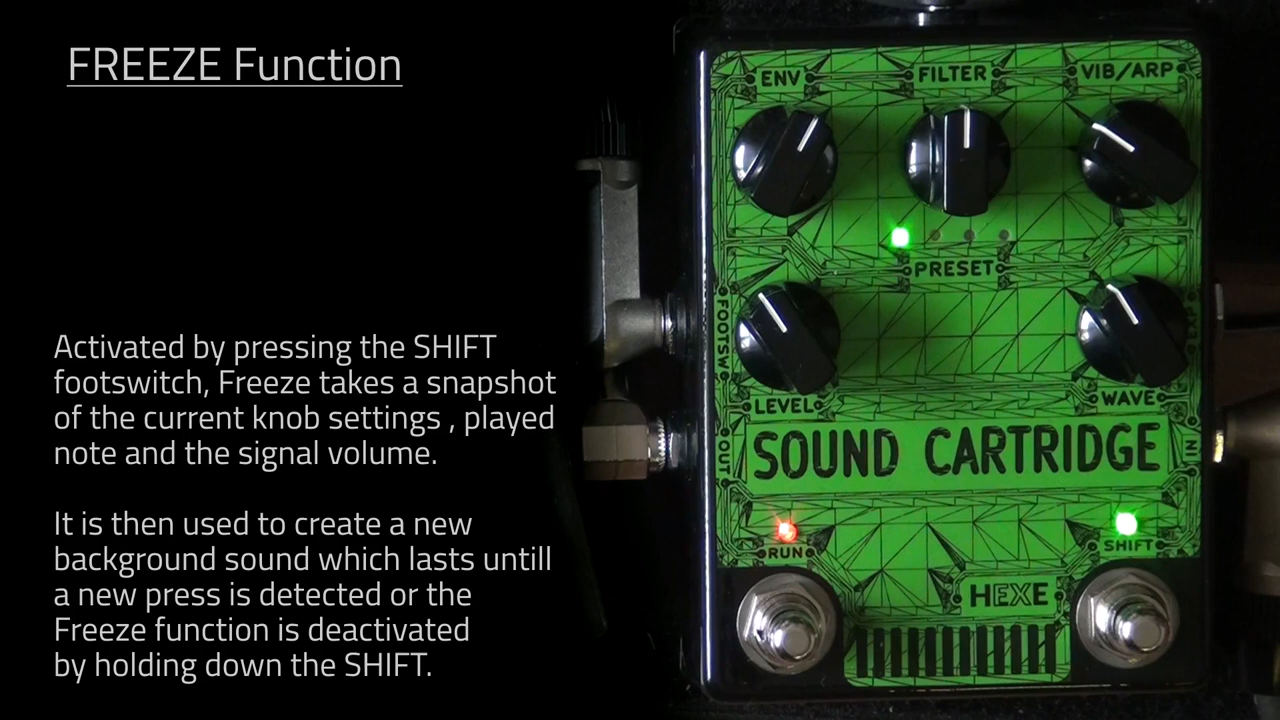 FREEZE Function
Activated by pressing the SHIFT
footswitch, Freeze takes a snapshot
of the current knob settings , played
note and the signal volume.
It is then used to create a new
background sound which lasts untill
a new press is detected or the
Freeze function is deactivated
by holding down the SHIFT.
ENV
FILTER
VIB/ARP
PRESET
FOOTSW
EXP
LEVEL
WAVE
OUT
IN
SOUND CARTRIDGE
RUN
SHIFT
HEXE